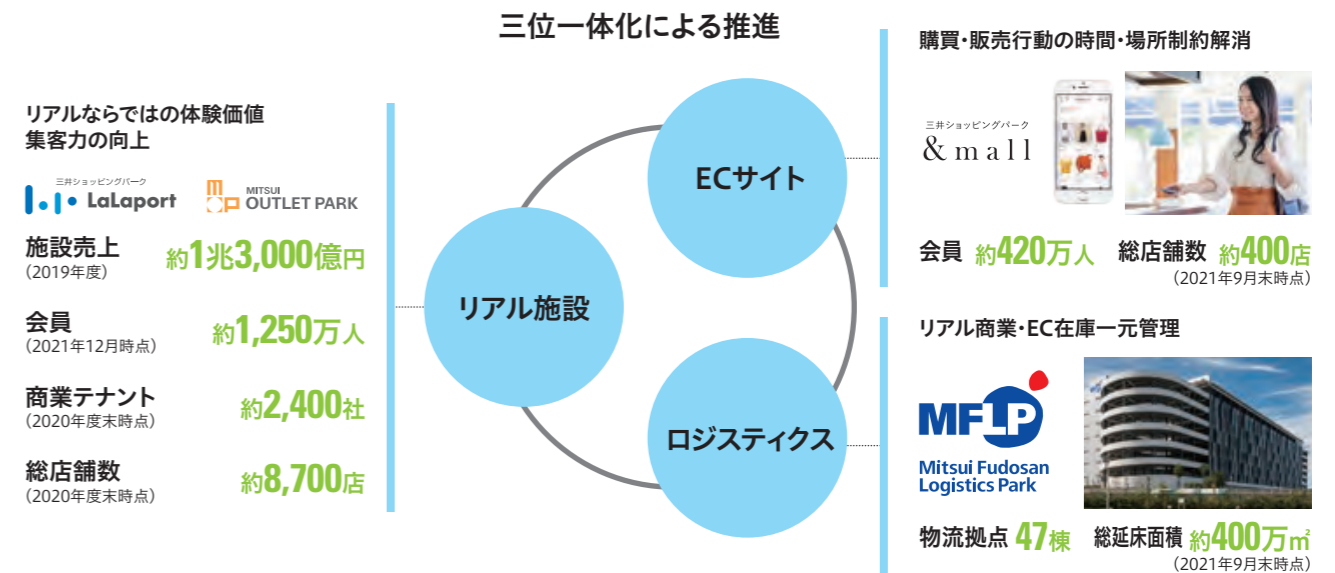 三位一体化による推進
リアルならではの体験価値
集客力の向上
三井ショッピングパーク
LaLaport
MITSUI
OUTLET PARK
施設売上
（2019年度）
約1兆3,000億円
会員
（2021年12月時点）
約1,250万人
商業テナント
（2020年度末時点）
約2,400社
総店舗数
（2020年度末時点）
約8,700店
リアル施設
ECサイト
ロジスティクス
購買・販売行動の時間・場所制約解消
三井ショッピングパーク
&mall
会員 約420万人 総店舗数 約400店
（2021年9月末時点）
リアル商業・EC在庫一元管理
MFLP
Mitsui Fudosan
Logistics Park
物流拠点 47棟 総延床面積 約400万㎡
（2021年9月末時点）